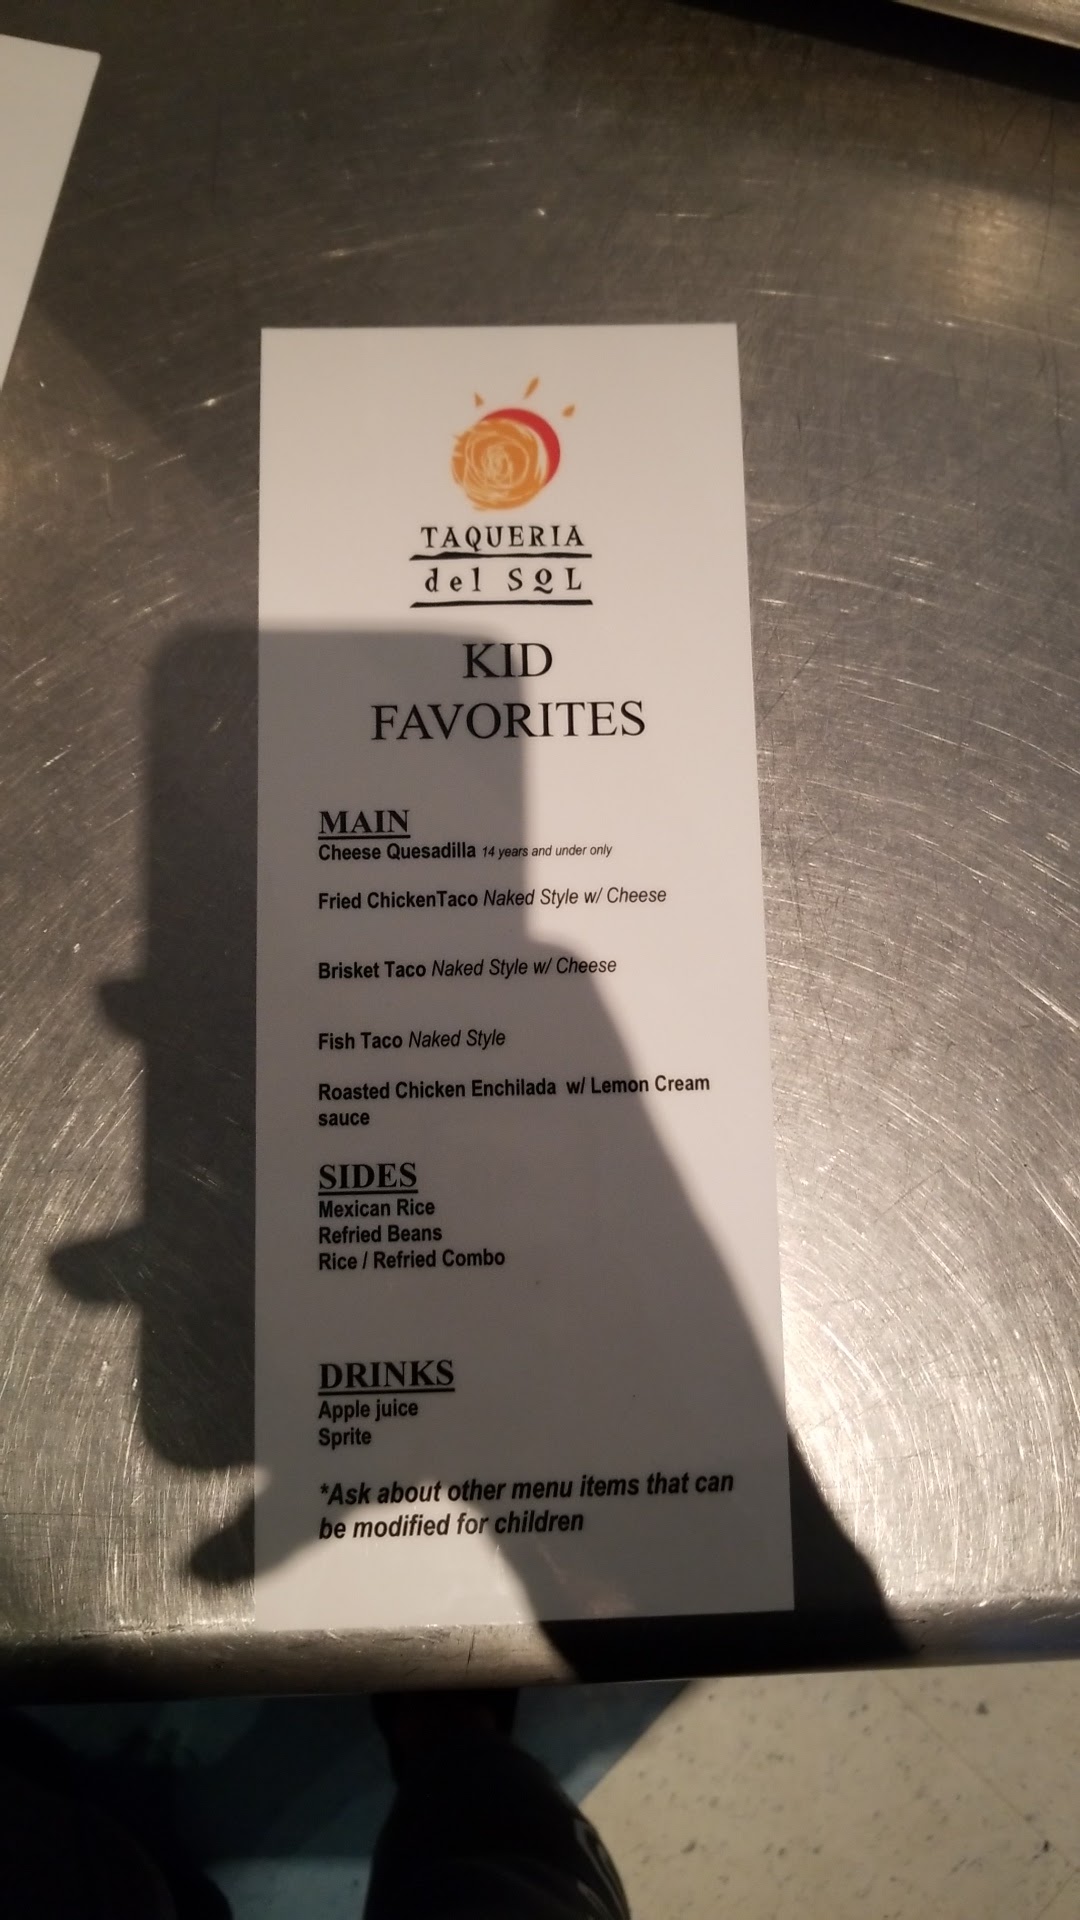 TAQUERIA
del SOL
KID
FAVORITES
MAIN
Cheese Quesadilla 14 years and under only
Fried ChickenTaco Naked Style w/ Cheese
Brisket Taco Naked Style w/ Cheese
Fish Taco Naked Style
Roasted Chicken Enchilada w/ Lemon Cream
sauce
SIDES
Mexican Rice
Refried Beans
Rice / Refried Combo
DRINKS
Apple juice
Sprite
*Ask about other menu items that can
be modified for children